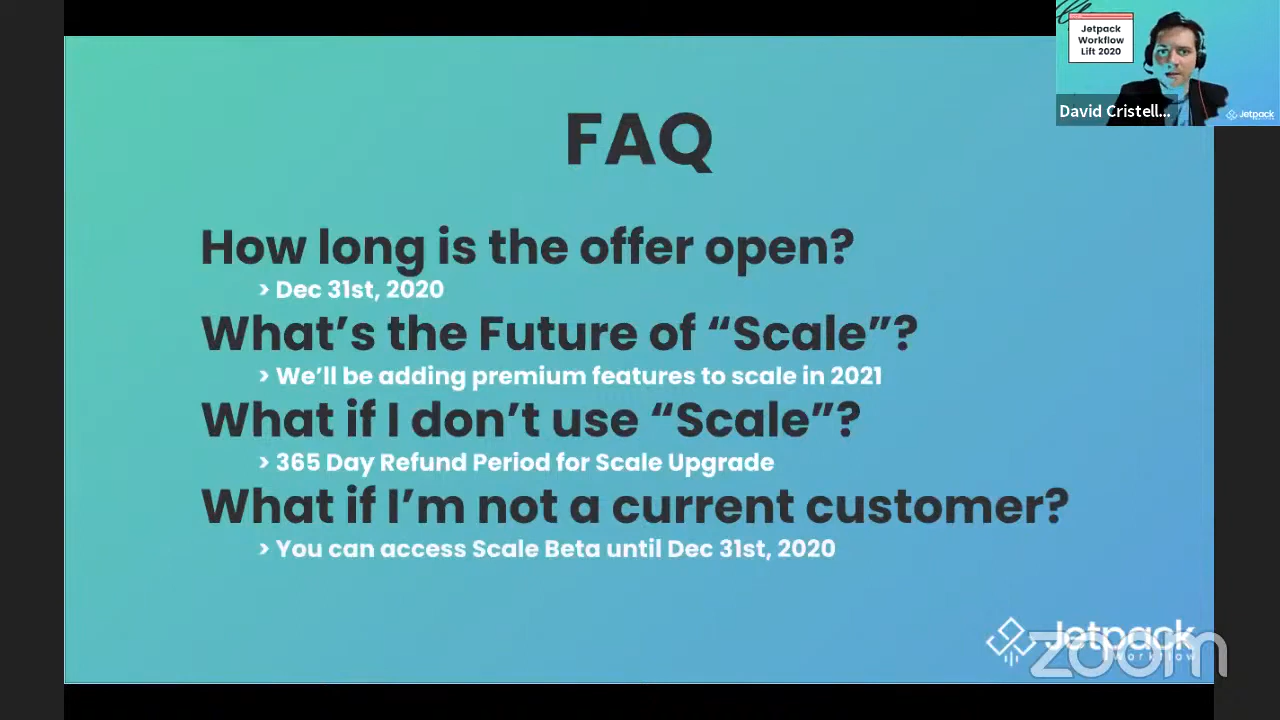 FAQ
How long is the offer open?
> Dec 31st, 2020
What's the Future of “Scale”?
> We'll be adding premium features to scale in 2021
What if I don't use “Scale”?
> 365 Day Refund Period for Scale Upgrade
What if I'm not a current customer?
> You can access Scale Beta until Dec 31st, 2020
Jetpack
Workflow
Lift 2020
David Cristell...
Jetpack
Jetpack
workflow
zoom